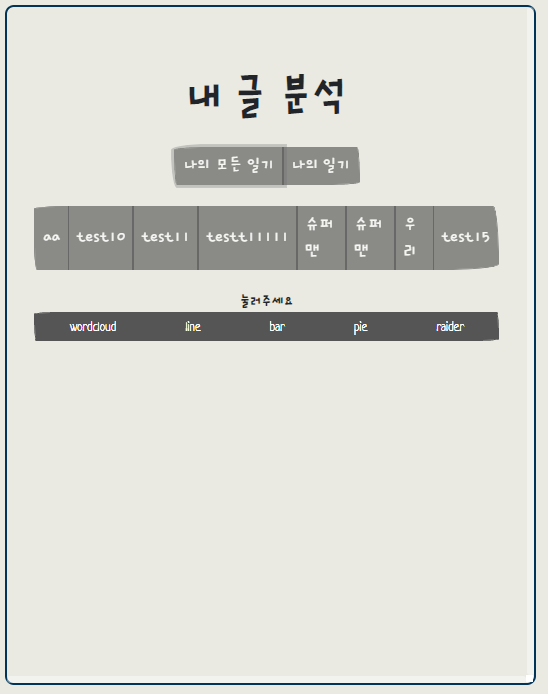 내 글 분석
나의 모든 일기 나의 일기
aa test10 test11 testt11111 슈퍼맨 슈퍼맨 우리 test15
눌러주세요
wordcloud line bar pie raider